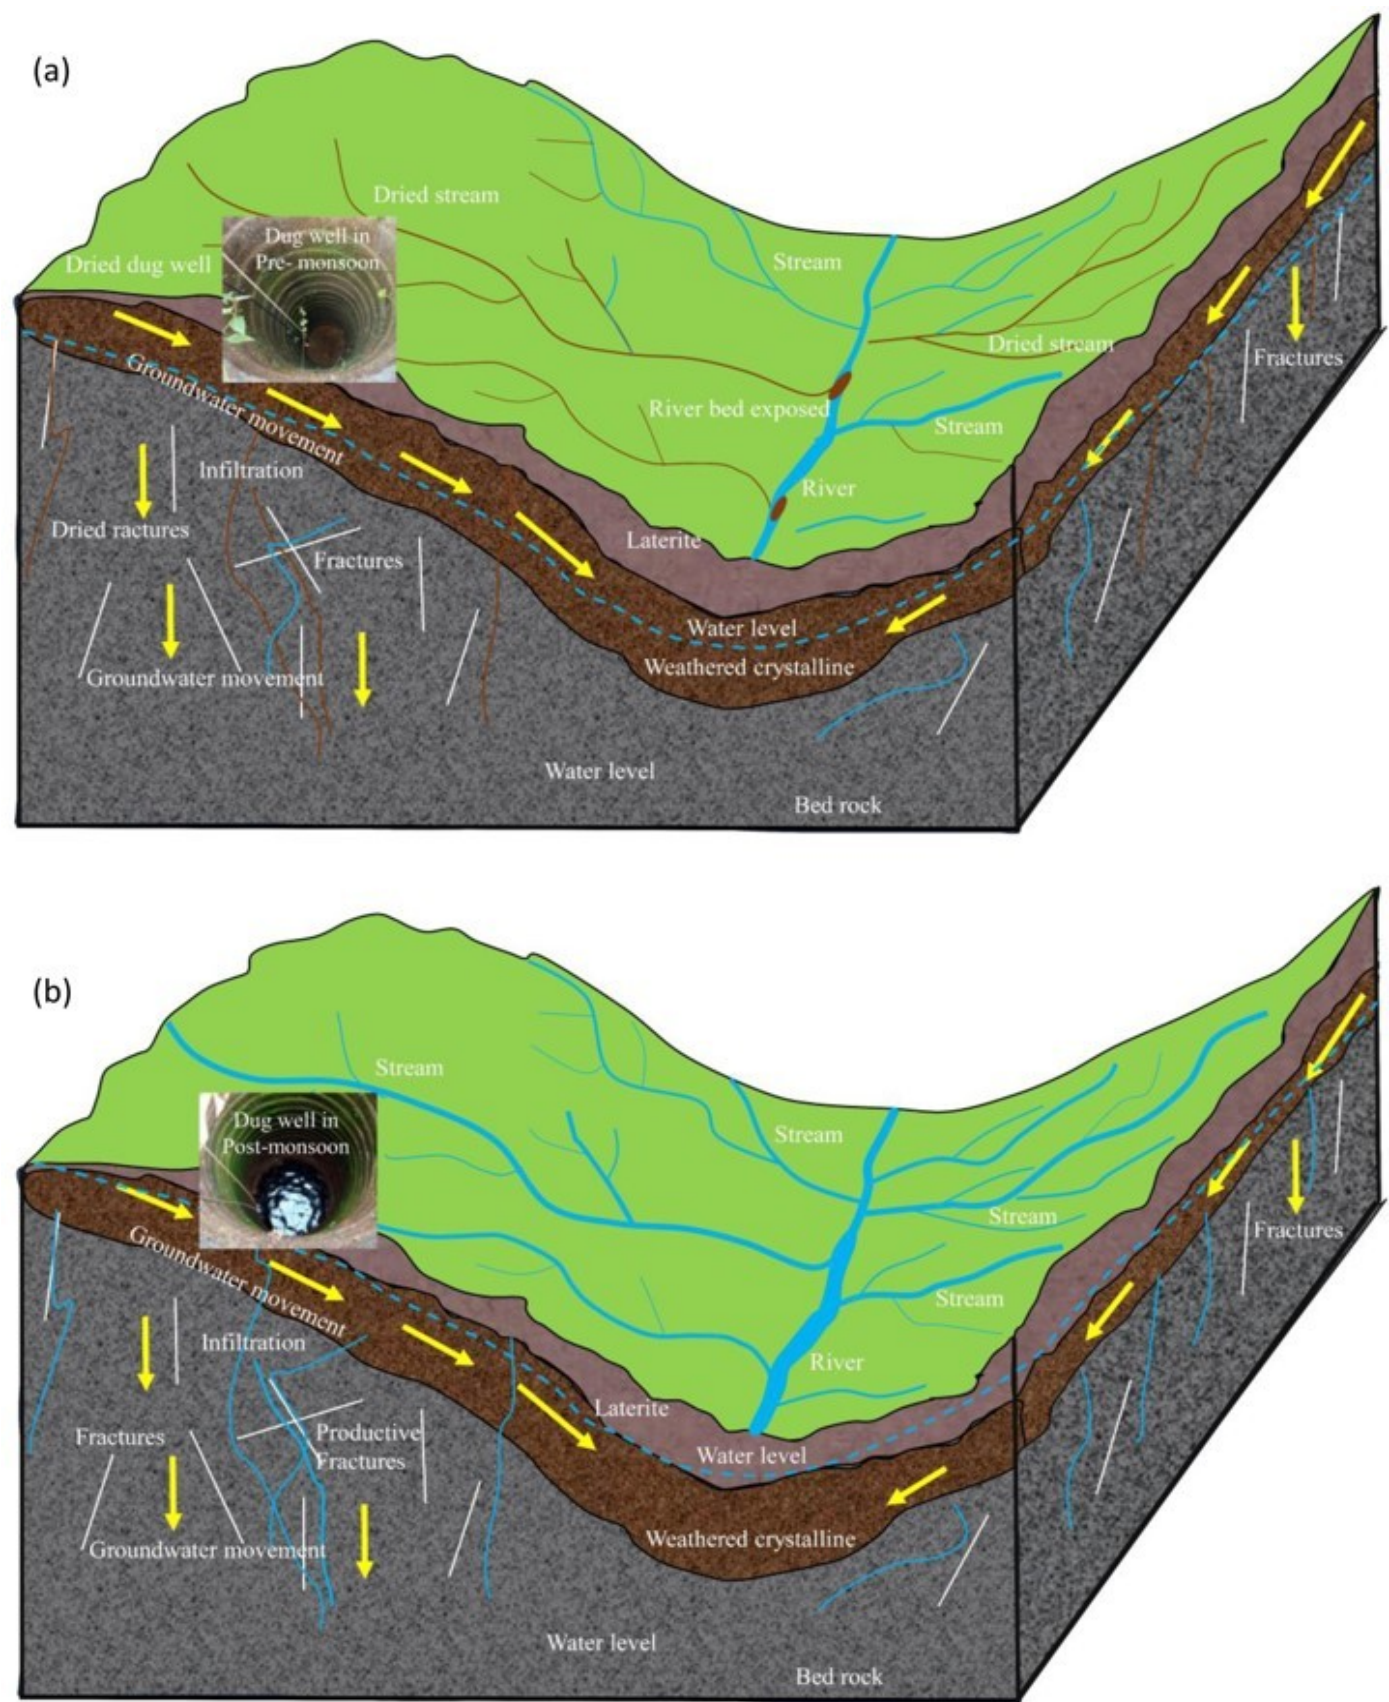 (a)
Dried stream
Dug well in
Pre- monsoon
Dried dug well
Stream
Dried stream
Fractures
Groundwater movement
River bed exposed
Stream
Infiltration
River
Dried ractures
Laterite
Fractures
Water level
Weathered crystalline
Groundwater movement
Water level
Bed rock
(b)
Stream
Dug well in
Post-monsoon
Stream
Stream
Fractures
Groundwater movement
Stream
Infiltration
River
Laterite
Fractures
Productive
Fractures
Water level
Weathered crystalline
Groundwater movement
Water level
Bed rock